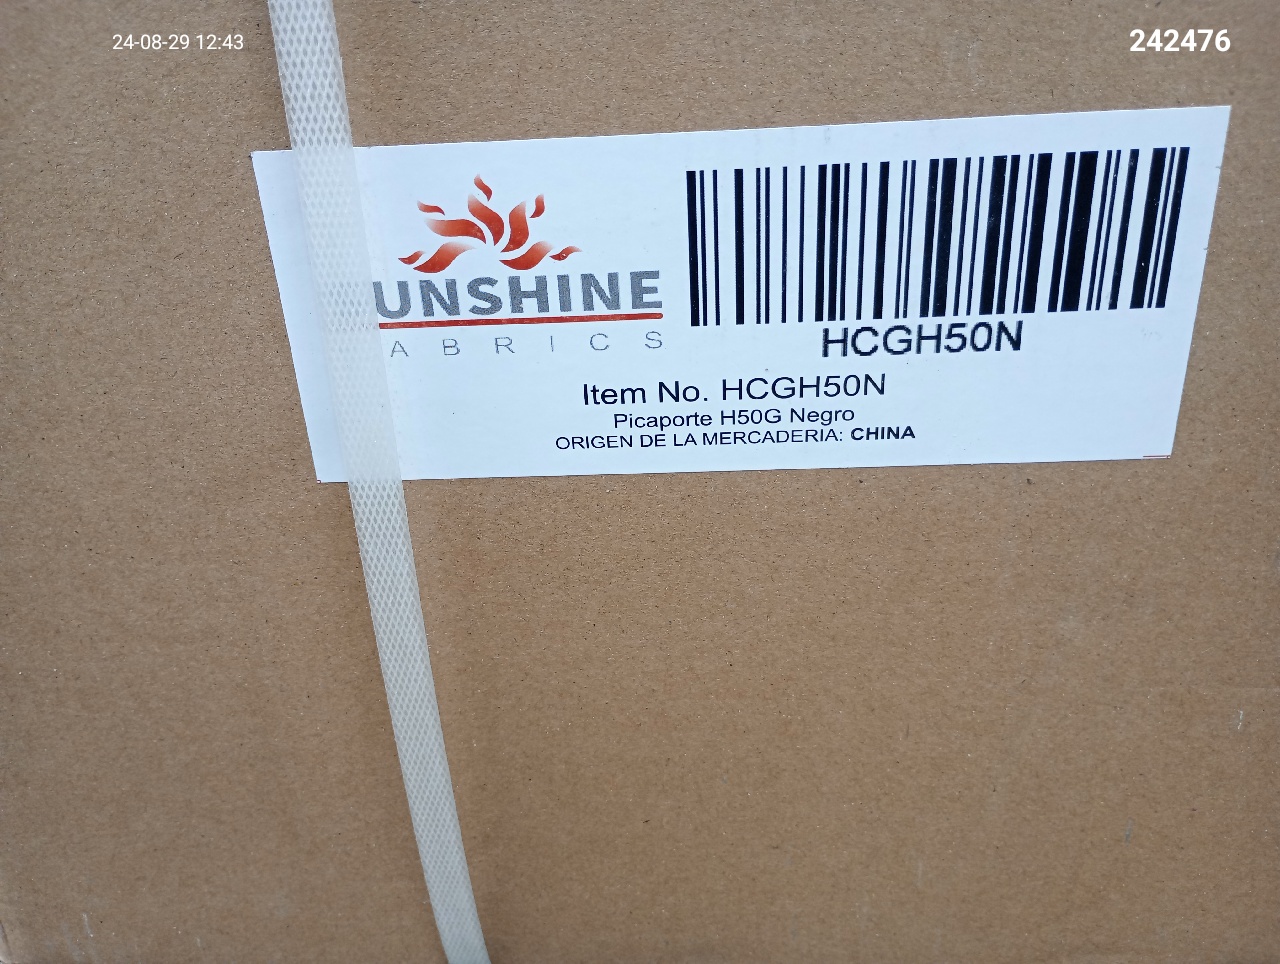 24-08-29 12:43
242476
UNSHINE
ABRICS
HCGH50N
Item No. HCGH50N
Picaporte H50G Negro
ORIGEN DE LA MERCADERIA: CHINA